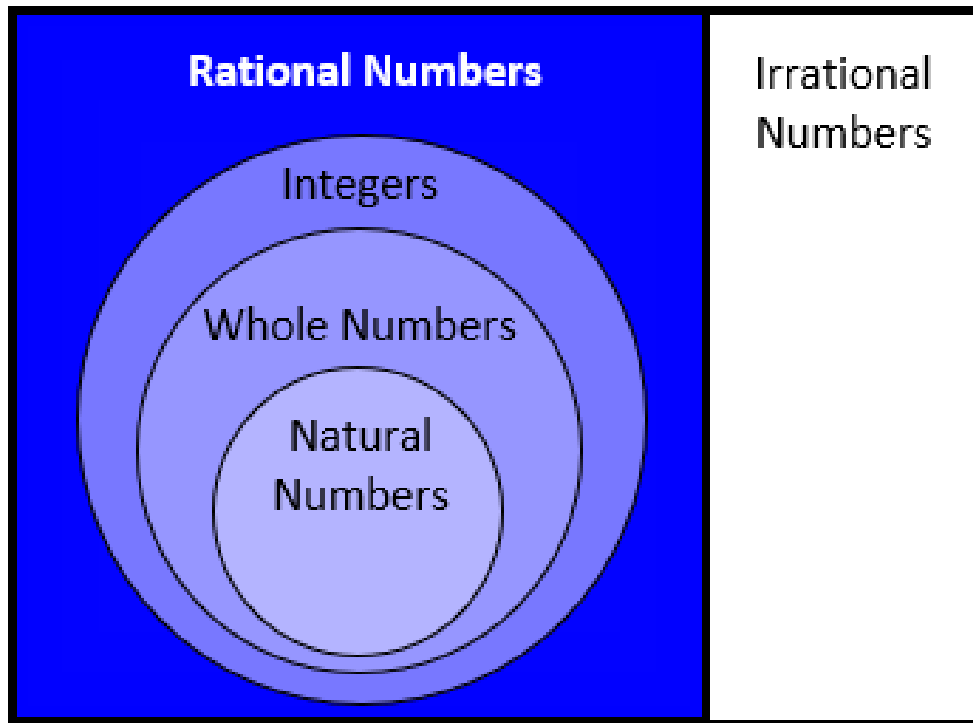 Rational Numbers
Irrational
Numbers
Integers
Whole Numbers
Natural
Numbers